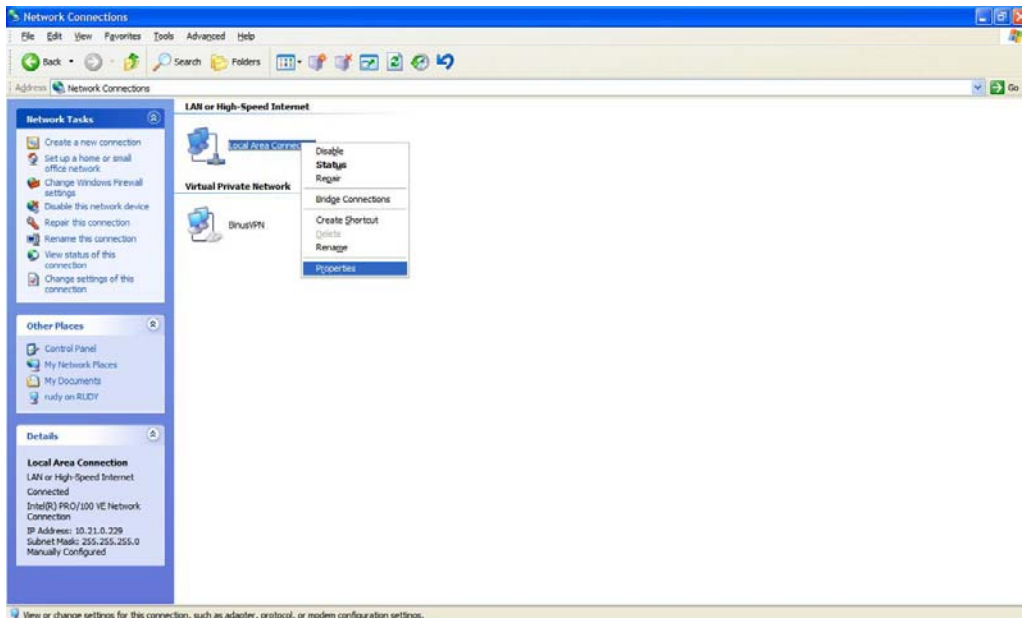 Network Connections
File Edit View Favorites Tools Advanced Help
Back Search Folders
Address Network Connections Go
Network Tasks
Create a new connection
Set up a home or small
office network
Change Windows Firewall
settings
Disable this network device
Repair this connection
Rename this connection
View status of this
connection
Change settings of this
connection
Other Places
Control Panel
My Network Places
My Documents
rudy on RUDY
Details
Local Area Connection
LAN or High-Speed Internet
Connected
Intel(R) PRO/100 VE Network
Connection
IP Address: 10.21.0.229
Subnet Mask: 255.255.255.0
Manually Configured
LAN or High-Speed Internet
Local Area Connec
Virtual Private Network
BinusVPN
Disable
Status
Repair
Bridge Connections
Create Shortcut
Delete
Rename
Properties
View or change settings for this connection, such as adapter, protocol, or modem configuration settings.